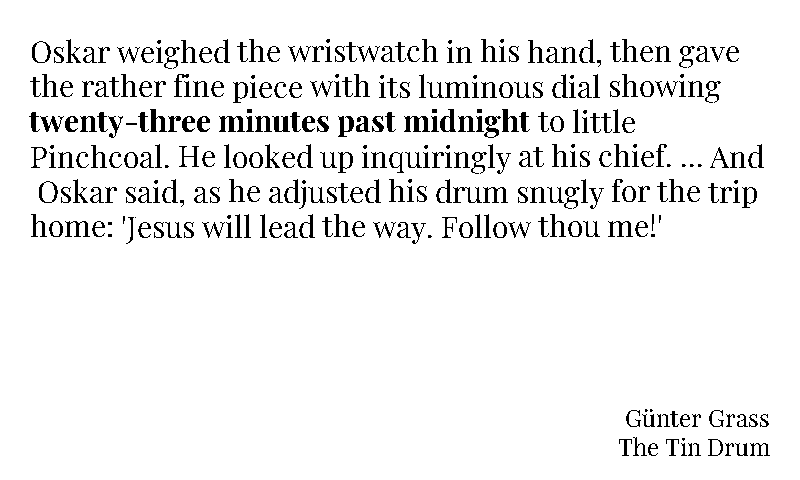 Oskar weighed the wristwatch in his hand, then gave
the rather fine piece with its luminous dial showing
twenty-three minutes past midnight to little
Pinchcoal. He looked up inquiringly at his chief. ... And
Oskar said, as he adjusted his drum snugly for the trip
home: 'Jesus will lead the way. Follow thou me!'
Günter Grass
The Tin Drum